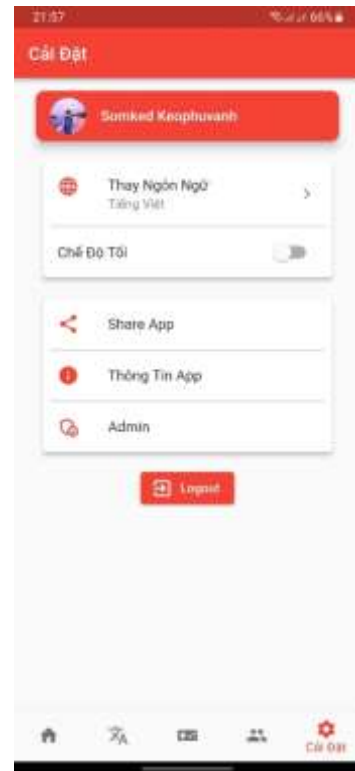 21:57
66%
Cài Đặt
Somked Keophuvanh
Thay Ngôn Ngữ
Tiếng Việt
Chế Độ Tối
Share App
Thông Tin App
Admin
Logout
Cài Đặt